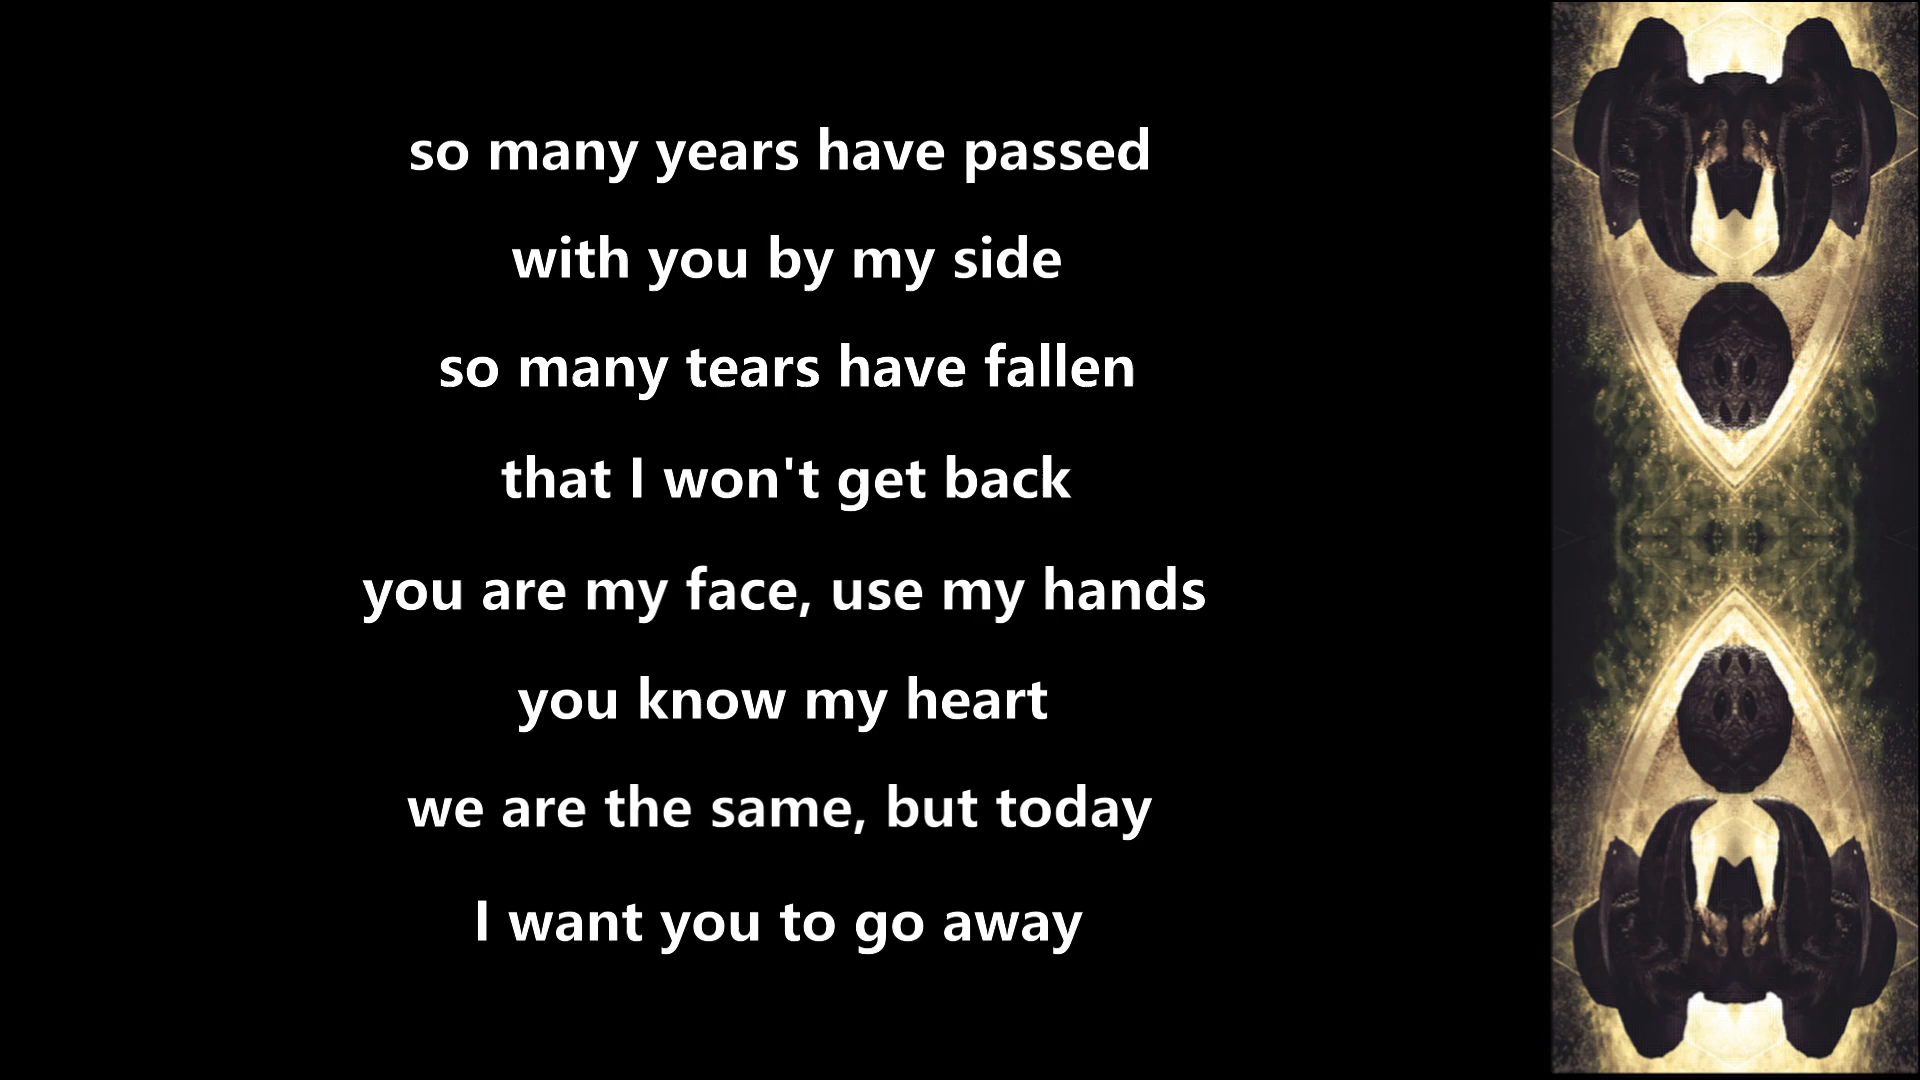 so many years have passed
with you by my side
so many tears have fallen
that I won't get back
you are my face, use my hands
you know my heart
we are the same, but today
I want you to go away